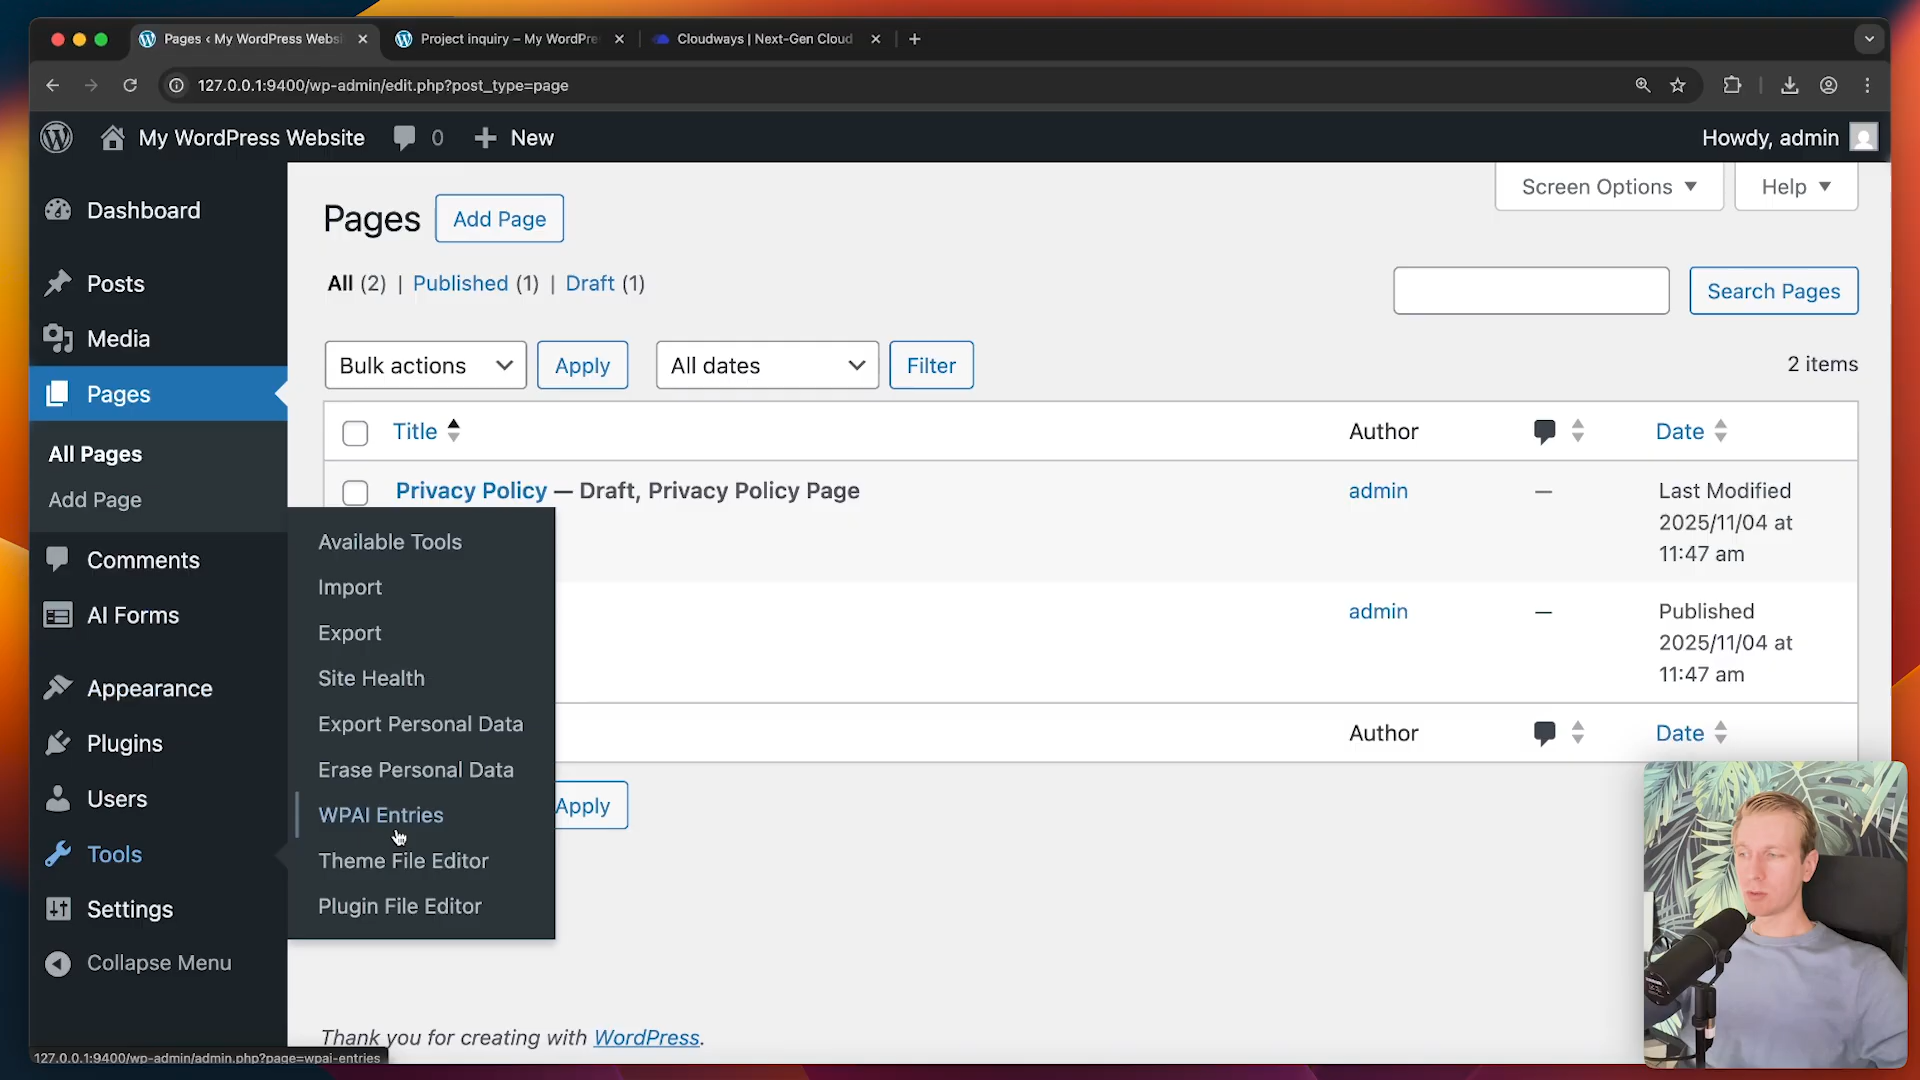 Pages ‹ My WordPress Websi
Project inquiry – My WordPre
Cloudways | Next-Gen Cloud
127.0.0.1:9400/wp-admin/edit.php?post_type=page
My WordPress Website
0
New
Howdy, admin
Dashboard
Posts
Media
Pages
All Pages
Add Page
Comments
AI Forms
Appearance
Plugins
Users
Tools
Settings
Collapse Menu
Available Tools
Import
Export
Site Health
Export Personal Data
Erase Personal Data
WPAI Entries
Theme File Editor
Plugin File Editor
Screen Options
Help
Pages
Add Page
All (2) | Published (1) | Draft (1)
Search Pages
Bulk actions
Apply
All dates
Filter
2 items
Title
Author
Date
Privacy Policy — Draft, Privacy Policy Page
admin
—
Last Modified
2025/11/04 at
11:47 am
admin
—
Published
2025/11/04 at
11:47 am
Author
Date
Apply
Thank you for creating with WordPress.
127.0.0.1:9400/wp-admin/admin.php?page=wpai-entries